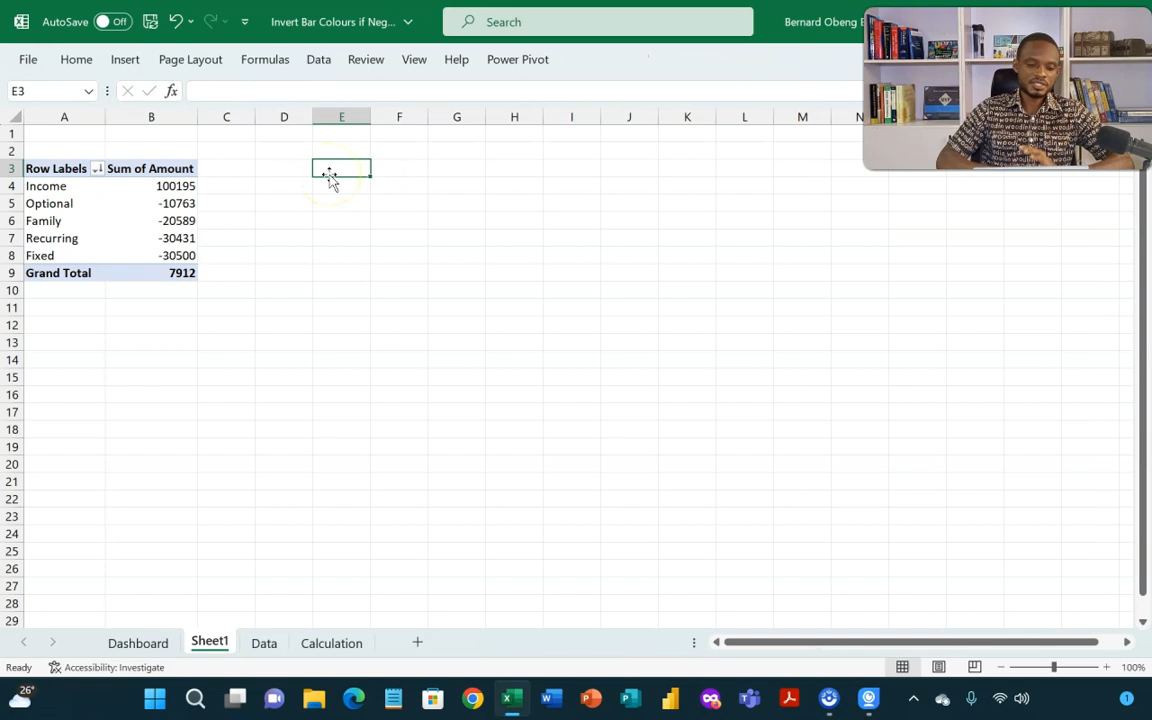 AutoSave Off Invert Bar Colours if Neg... Search Bernard Obeng
File Home Insert Page Layout Formulas Data Review View Help Power Pivot
E3 fx
A B C D E F G H I J K L M N
1
2
3 Row Labels Sum of Amount
4 Income 100195
5 Optional -10763
6 Family -20589
7 Recurring -30431
8 Fixed -30500
9 Grand Total 7912
10
11
12
13
14
15
16
17
18
19
20
21
22
23
24
25
26
27
28
29
Dashboard Sheet1 Data Calculation
Ready Accessibility: Investigate 100%
26° 1